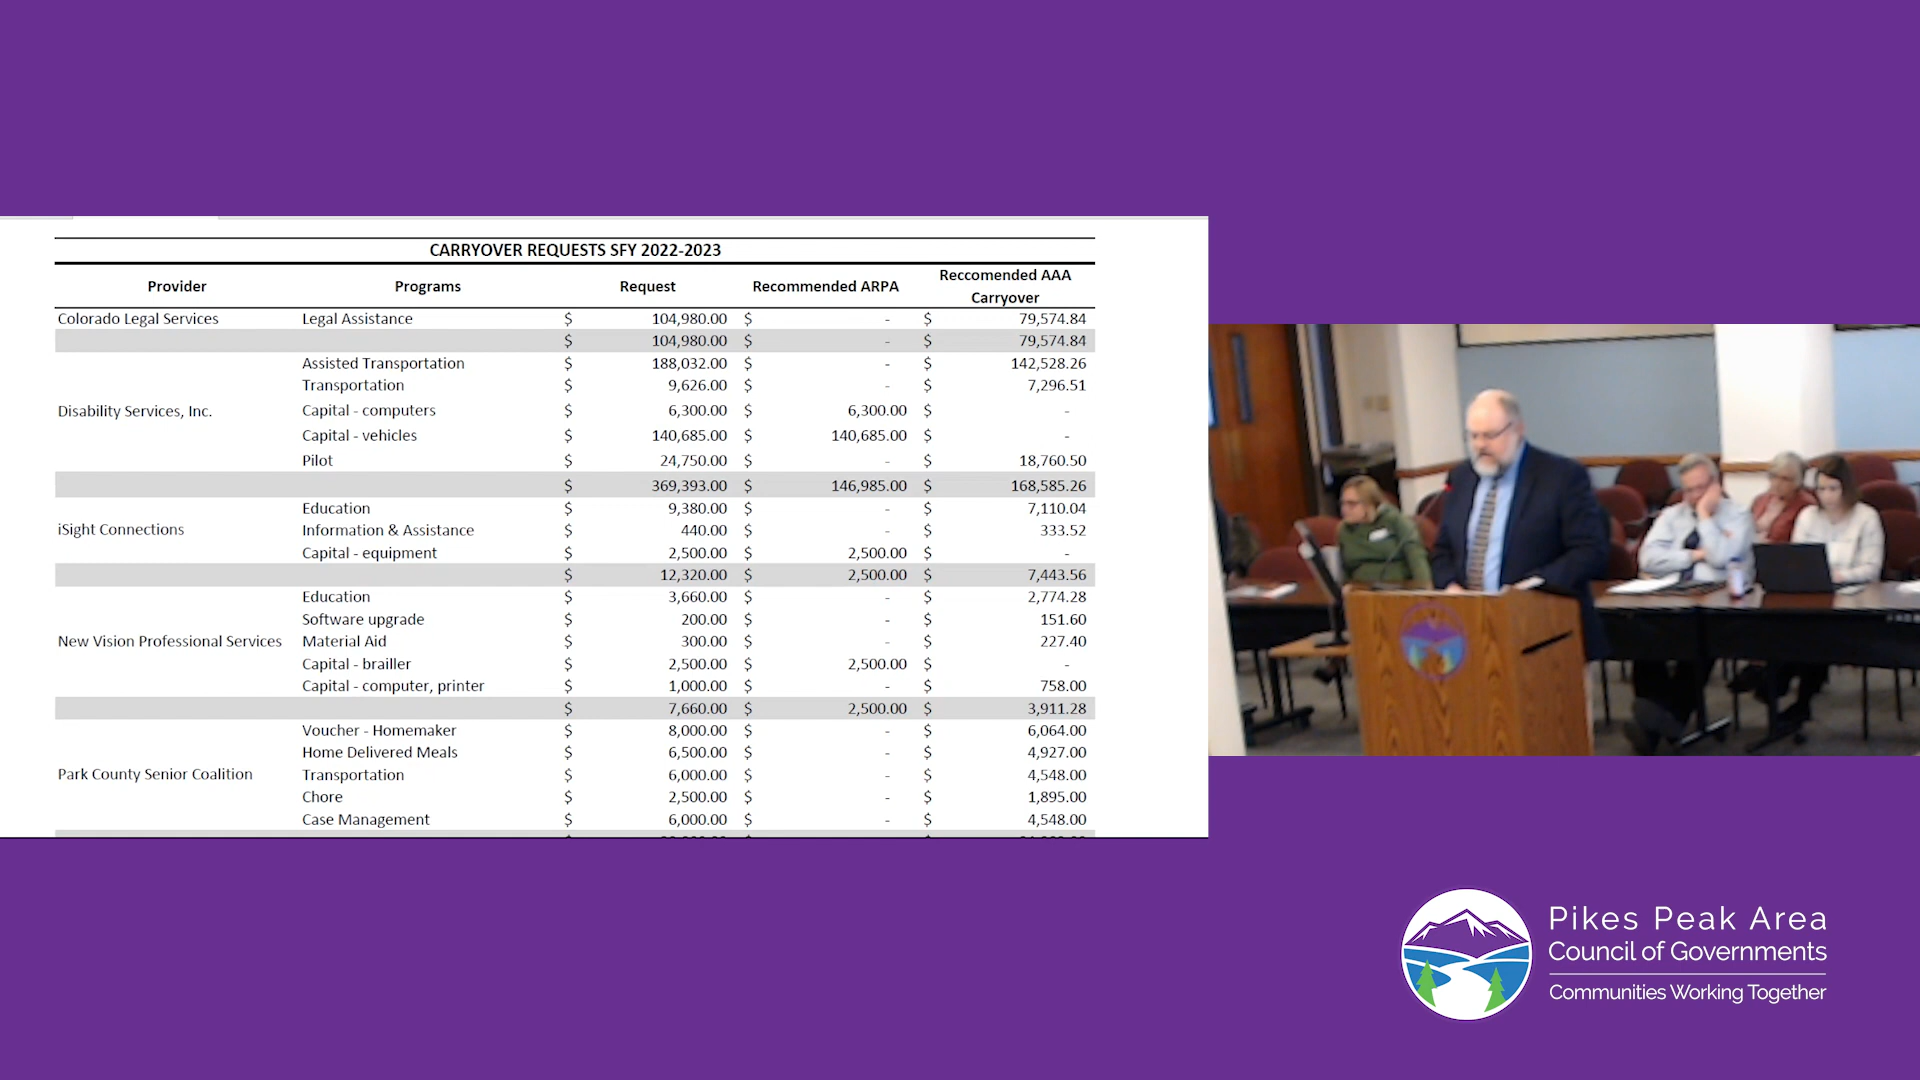 CARRYOVER REQUESTS SFY 2022-2023
Provider Programs Request Recommended ARPA Reccomended AAA Carryover
Colorado Legal Services Legal Assistance $ 104,980.00 $ - $ 79,574.84
$ 104,980.00 $ - $ 79,574.84
Assisted Transportation $ 188,032.00 $ - $ 142,528.26
Transportation $ 9,626.00 $ - $ 7,296.51
Disability Services, Inc. Capital - computers $ 6,300.00 $ 6,300.00 $ -
Capital - vehicles $ 140,685.00 $ 140,685.00 $ -
Pilot $ 24,750.00 $ - $ 18,760.50
$ 369,393.00 $ 146,985.00 $ 168,585.26
Education $ 9,380.00 $ - $ 7,110.04
iSight Connections Information & Assistance $ 440.00 $ - $ 333.52
Capital - equipment $ 2,500.00 $ 2,500.00 $ -
$ 12,320.00 $ 2,500.00 $ 7,443.56
Education $ 3,660.00 $ - $ 2,774.28
Software upgrade $ 200.00 $ - $ 151.60
New Vision Professional Services Material Aid $ 300.00 $ - $ 227.40
Capital - brailler $ 2,500.00 $ 2,500.00 $ -
Capital - computer, printer $ 1,000.00 $ - $ 758.00
$ 7,660.00 $ 2,500.00 $ 3,911.28
Voucher - Homemaker $ 8,000.00 $ - $ 6,064.00
Home Delivered Meals $ 6,500.00 $ - $ 4,927.00
Park County Senior Coalition Transportation $ 6,000.00 $ - $ 4,548.00
Chore $ 2,500.00 $ - $ 1,895.00
Case Management $ 6,000.00 $ - $ 4,548.00
Pikes Peak Area
Council of Governments
Communities Working Together